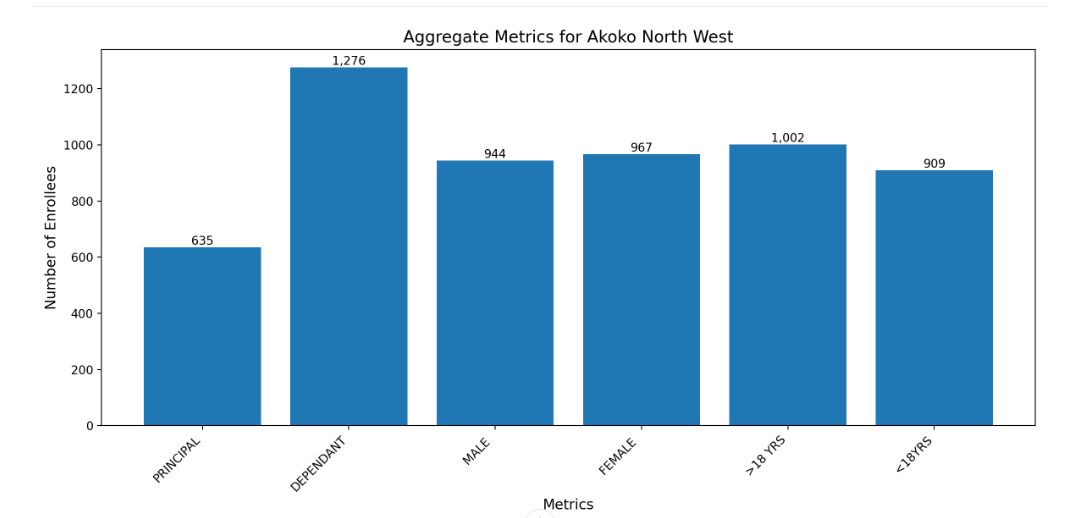 Aggregate Metrics for Akoko North West
Number of Enrollees
1200
1000
800
600
400
200
0
635
1,276
944
967
1,002
909
PRINCIPAL
DEPENDANT
MALE
FEMALE
>18 YRS
<18YRS
Metrics